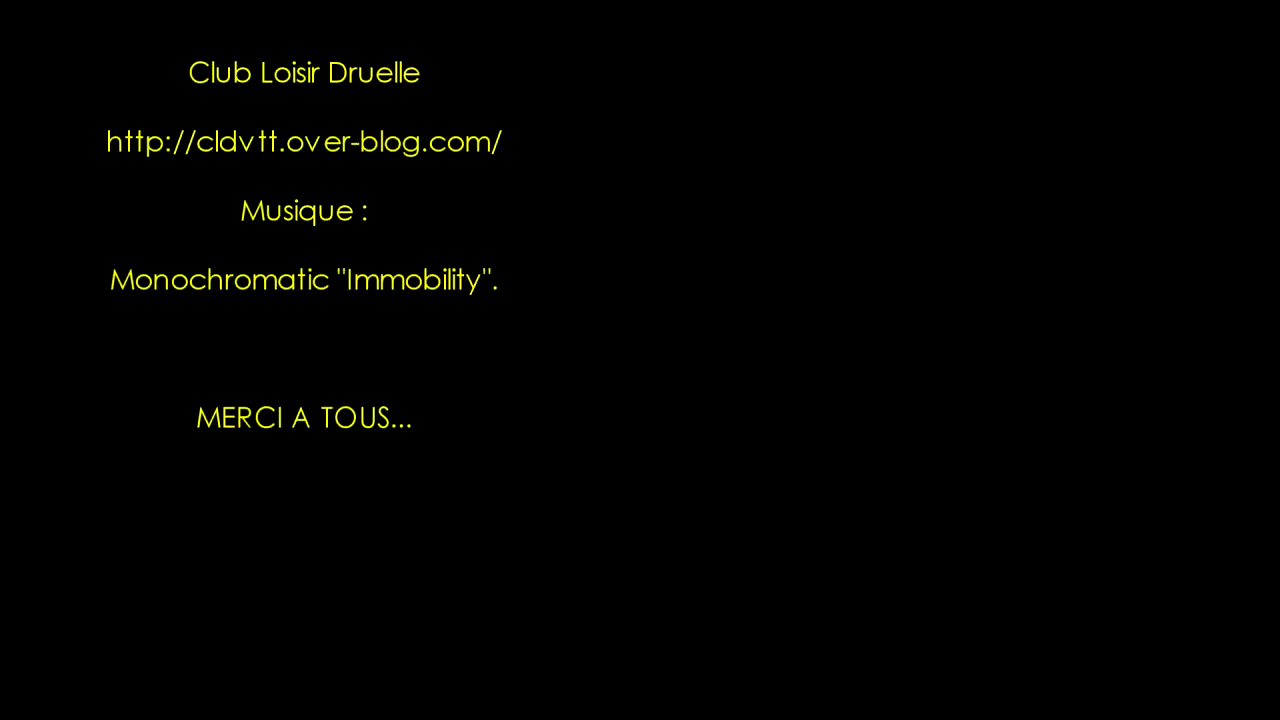 Club Loisir Druelle
http://cldvtt.over-blog.com/
Musique :
Monochromatic "Immobility".
MERCI A TOUS...